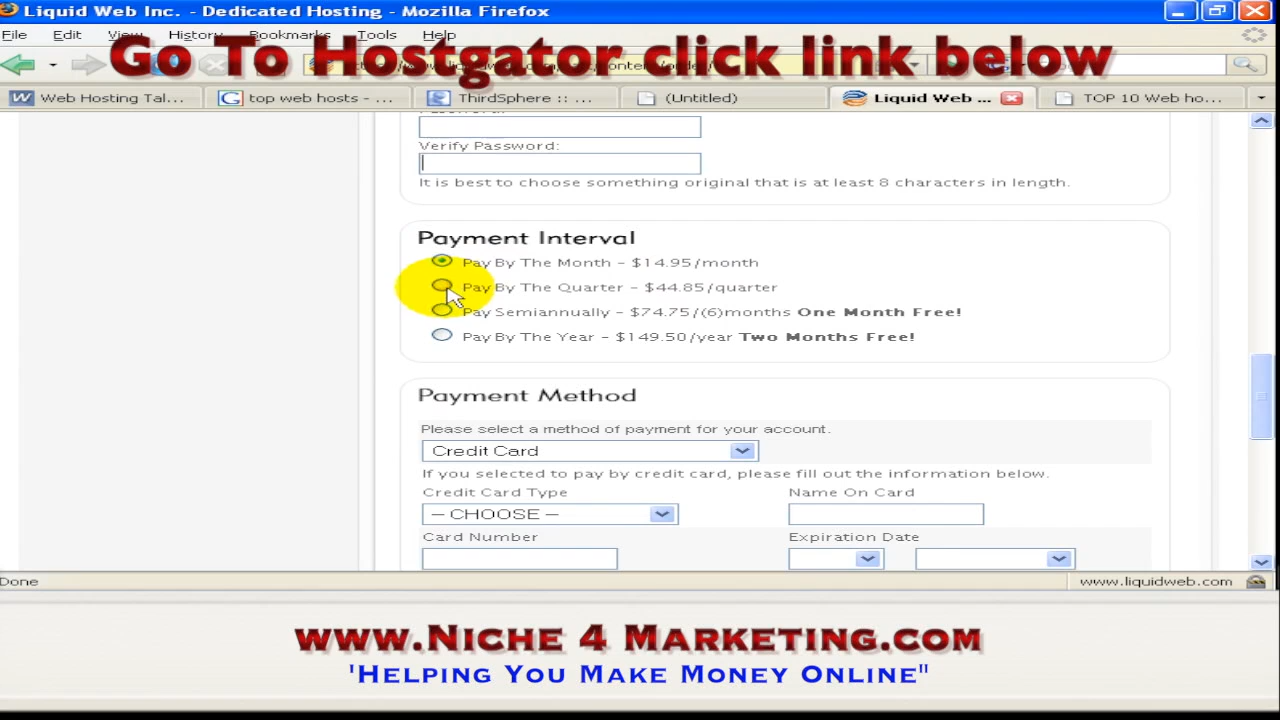 Liquid Web Inc. - Dedicated Hosting - Mozilla Firefox
File Edit View History Bookmarks Tools Help
Go To Hostgator click link below
Web Hosting Tal... top web hosts - ... ThirdSphere :: ... (Untitled) Liquid Web ... TOP 10 Web ho...
Verify Password:
It is best to choose something original that is at least 8 characters in length.
Payment Interval
Pay By The Month - $14.95/month
Pay By The Quarter - $44.85/quarter
Pay Semiannually - $74.75/(6)months One Month Free!
Pay By The Year - $149.50/year Two Months Free!
Payment Method
Please select a method of payment for your account.
Credit Card
If you selected to pay by credit card, please fill out the information below.
Credit Card Type Name On Card
-- CHOOSE --
Card Number Expiration Date
Done www.liquidweb.com
www.Niche 4 Marketing.com
'Helping You Make Money Online"